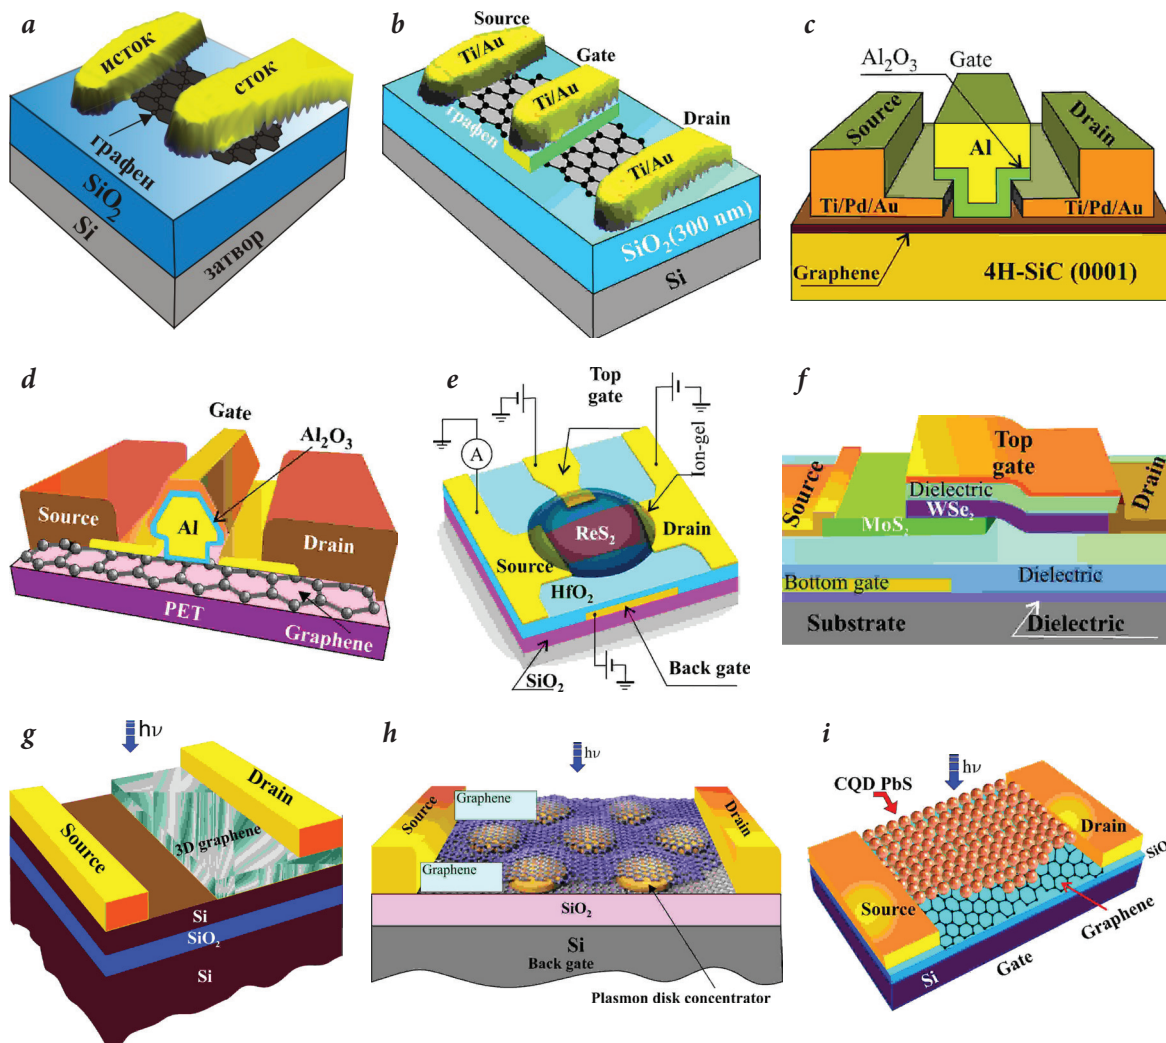 a
исток
сток
графен
SiO₂
Si
затвор
b
Source
Ti/Au
Gate
Ti/Au
графен
Drain
Ti/Au
SiO₂(300 nm)
Si
c
Al₂O₃
Gate
Source
Drain
Al
Ti/Pd/Au
Ti/Pd/Au
Graphene
4H-SiC (0001)
d
Gate
Al₂O₃
Source
Al
Drain
PET
Graphene
e
Top
gate
Ion-gel
A
ReS₂
Source
Drain
HfO₂
SiO₂
Back gate
f
Top
gate
Source
Dielectric
WSe₂
MoS₂
Drain
Bottom gate
Dielectric
Substrate
Dielectric
g
hν
Drain
3D graphene
Source
Si
SiO₂
Si
h
hν
Graphene
Source
Drain
Graphene
SiO₂
Si
Back gate
Plasmon disk concentrator
i
hν
CQD PbS
Drain
SiO
Source
Graphene
Si
Gate